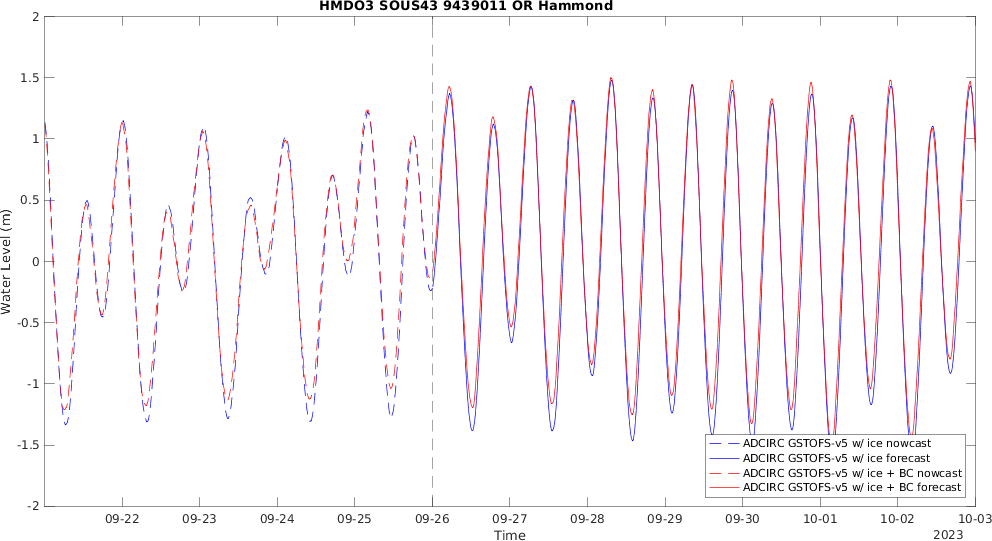 HMDO3 SOUS43 9439011 OR Hammond
2
1.5
1
0.5
0
-0.5
-1
-1.5
-2
Water Level (m)
09-22 09-23 09-24 09-25 09-26 09-27 09-28 09-29 09-30 10-01 10-02 10-03
Time
2023
ADCIRC GSTOFS-v5 w/ ice nowcast
ADCIRC GSTOFS-v5 w/ ice forecast
ADCIRC GSTOFS-v5 w/ ice + BC nowcast
ADCIRC GSTOFS-v5 w/ ice + BC forecast